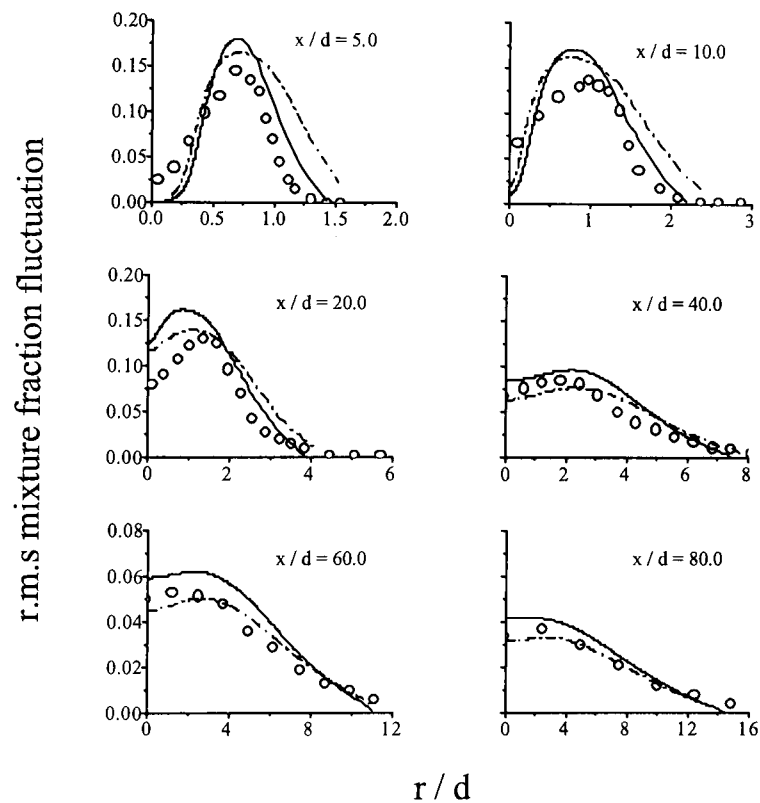 r.m.s mixture fraction fluctuation
0.20
0.15
0.10
0.05
0.00
x / d = 5.0
0.0 0.5 1.0 1.5 2.0
x / d = 10.0
0 1 2 3
0.20
0.15
0.10
0.05
0.00
x / d = 20.0
0 2 4 6
x / d = 40.0
0 2 4 6 8
0.08
0.06
0.04
0.02
0.00
x / d = 60.0
0 4 8 12
x / d = 80.0
0 4 8 12 16
r / d